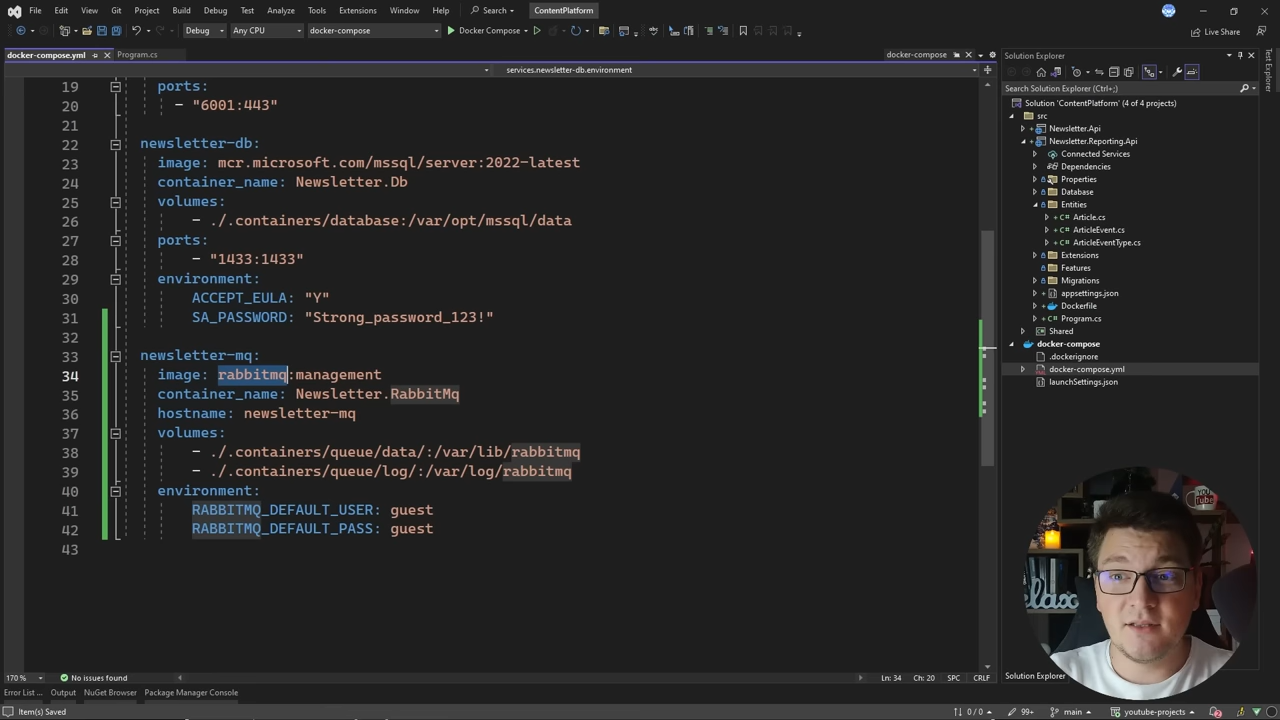 File Edit View Git Project Build Debug Test Analyze Tools Extensions Window Help Search ContentPlatform
Debug Any CPU docker-compose Docker Compose Live Share
docker-compose.yml Program.cs docker-compose
services.newsletter-db.environment
19 ports:
20 - "6001:443"
21
22 newsletter-db:
23 image: mcr.microsoft.com/mssql/server:2022-latest
24 container_name: Newsletter.Db
25 volumes:
26 - ./.containers/database:/var/opt/mssql/data
27 ports:
28 - "1433:1433"
29 environment:
30 ACCEPT_EULA: "Y"
31 SA_PASSWORD: "Strong_password_123!"
32
33 newsletter-mq:
34 image: rabbitmq:management
35 container_name: Newsletter.RabbitMq
36 hostname: newsletter-mq
37 volumes:
38 - ./.containers/queue/data/:/var/lib/rabbitmq
39 - ./.containers/queue/log/:/var/log/rabbitmq
40 environment:
41 RABBITMQ_DEFAULT_USER: guest
42 RABBITMQ_DEFAULT_PASS: guest
43
Solution Explorer
Search Solution Explorer (Ctrl+;)
Solution 'ContentPlatform' (4 of 4 projects)
src
Newsletter.Api
Newsletter.Reporting.Api
Connected Services
Dependencies
Properties
Database
Entities
C# Article.cs
C# ArticleEvent.cs
C# ArticleEventType.cs
Extensions
Features
Migrations
appsettings.json
Dockerfile
C# Program.cs
Shared
docker-compose
.dockerignore
docker-compose.yml
launchSettings.json
Test Explorer
relax
170 % No issues found Ln: 34 Ch: 20 SPC CRLF
Solution Explorer
Error List ... Output NuGet Browser Package Manager Console
Item(s) Saved 0 / 0 99+ main youtube-projects